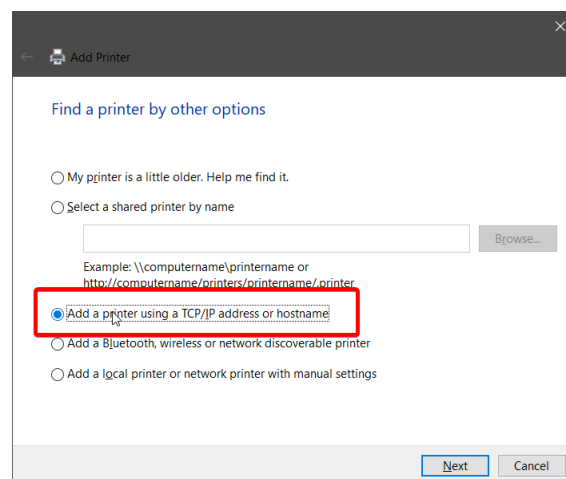 Add Printer
Find a printer by other options
My printer is a little older. Help me find it.
Select a shared printer by name
Browse...
Example: \\computername\printername or
http://computername/printers/printername/.printer
Add a printer using a TCP/IP address or hostname
Add a Bluetooth, wireless or network discoverable printer
Add a local printer or network printer with manual settings
Next Cancel